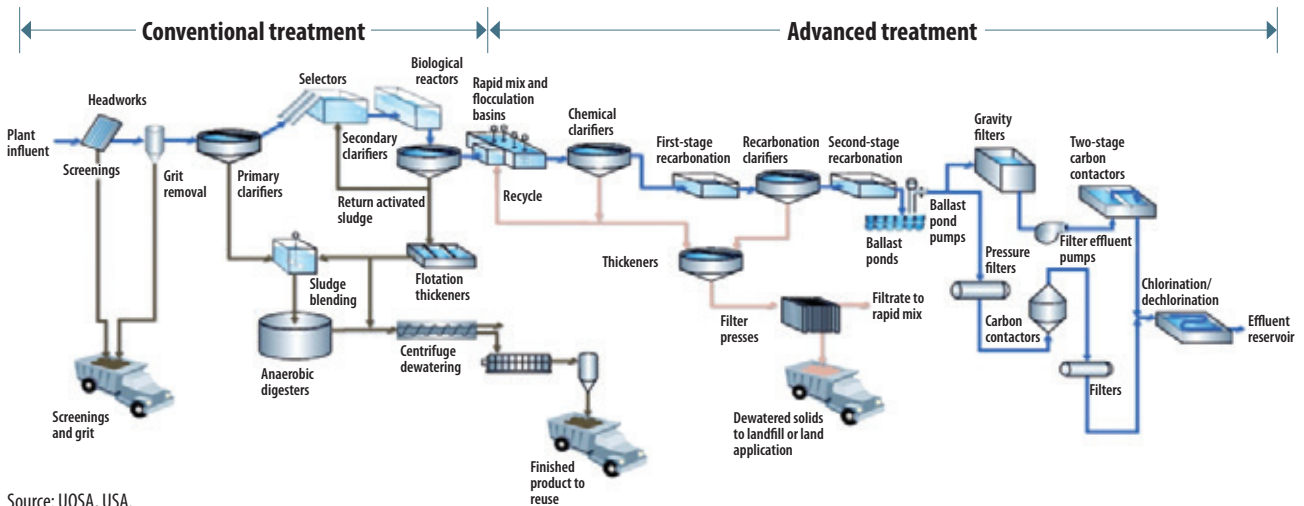 Conventional treatment
Advanced treatment
Plant
influent
Headworks
Screenings
Grit
removal
Primary
clarifiers
Selectors
Biological
reactors
Secondary
clarifiers
Return activated
sludge
Rapid mix and
flocculation
basins
Recycle
Chemical
clarifiers
First-stage
recarbonation
Recarbonation
clarifiers
Second-stage
recarbonation
Ballast
ponds
Ballast
pond
pumps
Gravity
filters
Filter effluent
pumps
Two-stage
carbon
contactors
Pressure
filters
Carbon
contactors
Filters
Chlorination/
dechlorination
Effluent
reservoir
Sludge
blending
Flotation
thickeners
Anaerobic
digesters
Centrifuge
dewatering
Thickeners
Filter
presses
Filtrate to
rapid mix
Screenings
and grit
Finished
product to
reuse
Dewatered solids
to landfill or land
application
Source: UOSA, USA.